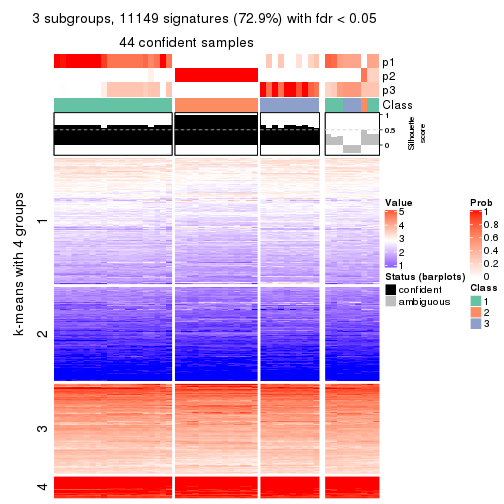 3 subgroups, 11149 signatures (72.9%) with fdr < 0.05
44 confident samples
p1
p2
p3
Class
1
0.5
0
Silhouette
score
k-means with 4 groups
1
2
3
4
Value
5
4
3
2
1
Status (barplots)
confident
ambiguous
Prob
1
0.8
0.6
0.4
0.2
0
Class
1
2
3